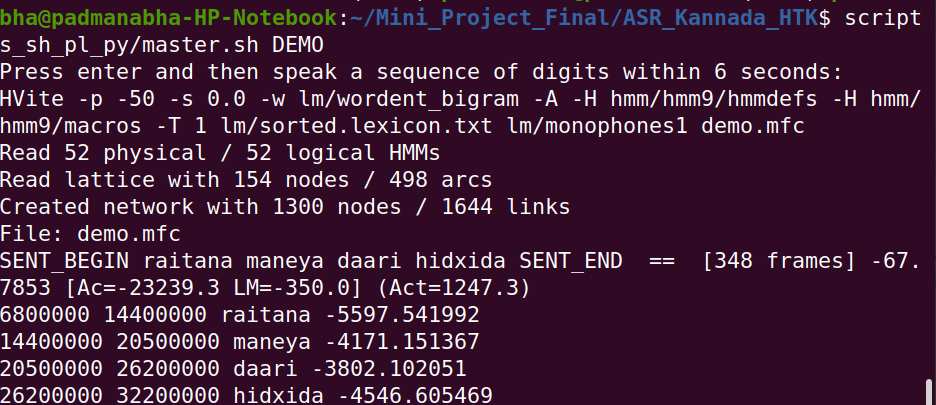 bha@padmanabha-HP-Notebook:~/Mini_Project_Final/ASR_Kannada_HTK$ script
s_sh_pl_py/master.sh DEMO
Press enter and then speak a sequence of digits within 6 seconds:
HVite -p -50 -s 0.0 -w lm/wordent_bigram -A -H hmm/hmm9/hmmdefs -H hmm/
hmm9/macros -T 1 lm/sorted.lexicon.txt lm/monophones1 demo.mfc
Read 52 physical / 52 logical HMMs
Read lattice with 154 nodes / 498 arcs
Created network with 1300 nodes / 1644 links
File: demo.mfc
SENT_BEGIN raitana maneya daari hidxida SENT_END  ==  [348 frames] -67.
7853 [Ac=-23239.3 LM=-350.0] (Act=1247.3)
6800000 14400000 raitana -5597.541992
14400000 20500000 maneya -4171.151367
20500000 26200000 daari -3802.102051
26200000 32200000 hidxida -4546.605469